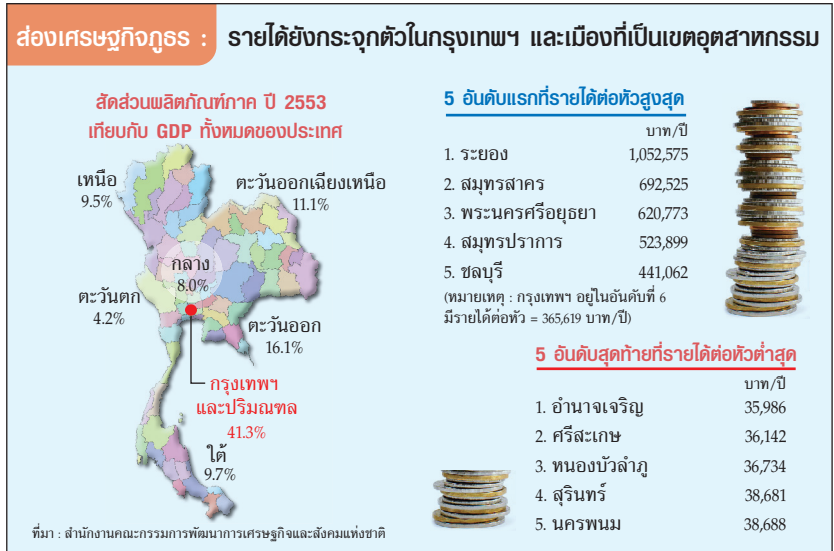 ส่องเศรษฐกิจภูธร : รายได้ยังกระจุกตัวในกรุงเทพฯ และเมืองที่เป็นเขตอุตสาหกรรม
สัดส่วนผลิตภัณฑ์ภาค ปี 2553
เทียบกับ GDP ทั้งหมดของประเทศ
เหนือ
9.5%
ตะวันออกเฉียงเหนือ
11.1%
กลาง
8.0%
ตะวันตก
4.2%
ตะวันออก
16.1%
กรุงเทพฯ
และปริมณฑล
41.3%
ใต้
9.7%
ที่มา : สำนักงานคณะกรรมการพัฒนาการเศรษฐกิจและสังคมแห่งชาติ
5 อันดับแรกที่รายได้ต่อหัวสูงสุด
บาท/ปี
1. ระยอง 1,052,575
2. สมุทรสาคร 692,525
3. พระนครศรีอยุธยา 620,773
4. สมุทรปราการ 523,899
5. ชลบุรี 441,062
(หมายเหตุ : กรุงเทพฯ อยู่ในอันดับที่ 6
มีรายได้ต่อหัว = 365,619 บาท/ปี)
5 อันดับสุดท้ายที่รายได้ต่อหัวต่ำสุด
บาท/ปี
1. อำนาจเจริญ 35,986
2. ศรีสะเกษ 36,142
3. หนองบัวลำภู 36,734
4. สุรินทร์ 38,681
5. นครพนม 38,688